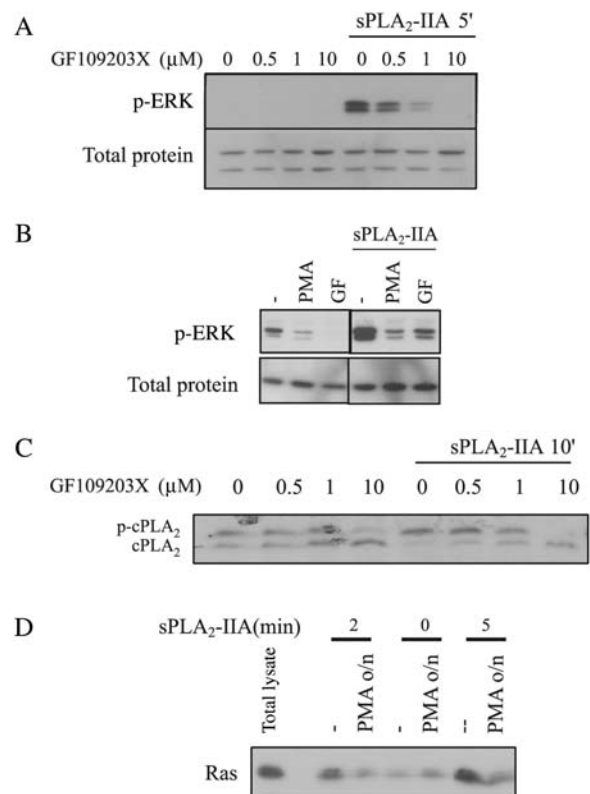 A
sPLA₂-IIA 5'
GF109203X (µM) 0 0.5 1 10 0 0.5 1 10
p-ERK
Total protein
B
sPLA₂-IIA
- PMA GF - PMA GF
p-ERK
Total protein
C
sPLA₂-IIA 10'
GF109203X (µM) 0 0.5 1 10 0 0.5 1 10
p-cPLA₂
cPLA₂
D
sPLA₂-IIA(min) 2 0 5
Total lysate - PMA o/n - PMA o/n -- PMA o/n
Ras